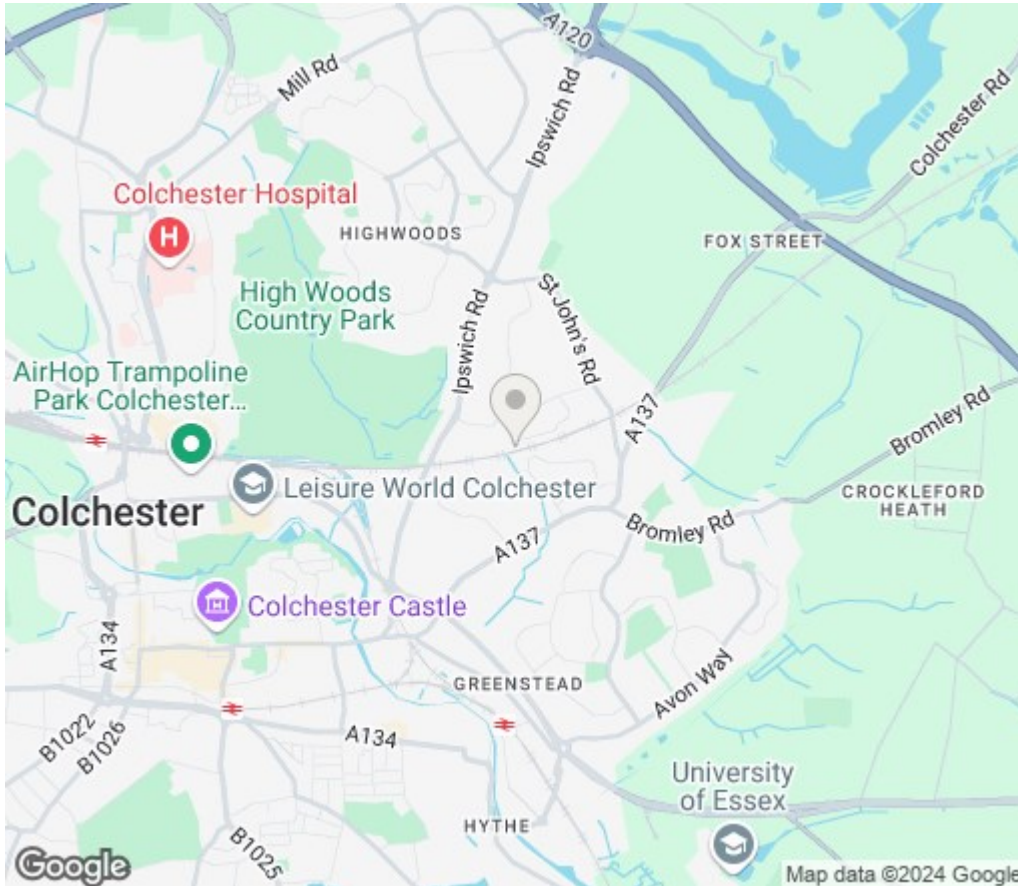 A120
Mill Rd
Ipswich Rd
Colchester Rd
Colchester Hospital
H
HIGHWOODS
FOX STREET
High Woods
Country Park
St John's Rd
Ipswich Rd
AirHop Trampoline
Park Colchester...
A137
Bromley Rd
Leisure World Colchester
Colchester
CROCKLEFORD
HEATH
Bromley Rd
A137
Colchester Castle
A134
GREENSTEAD
Avon Way
B1022
B1026
A134
University
of Essex
HYTHE
B1025
Google
Map data ©2024 Google